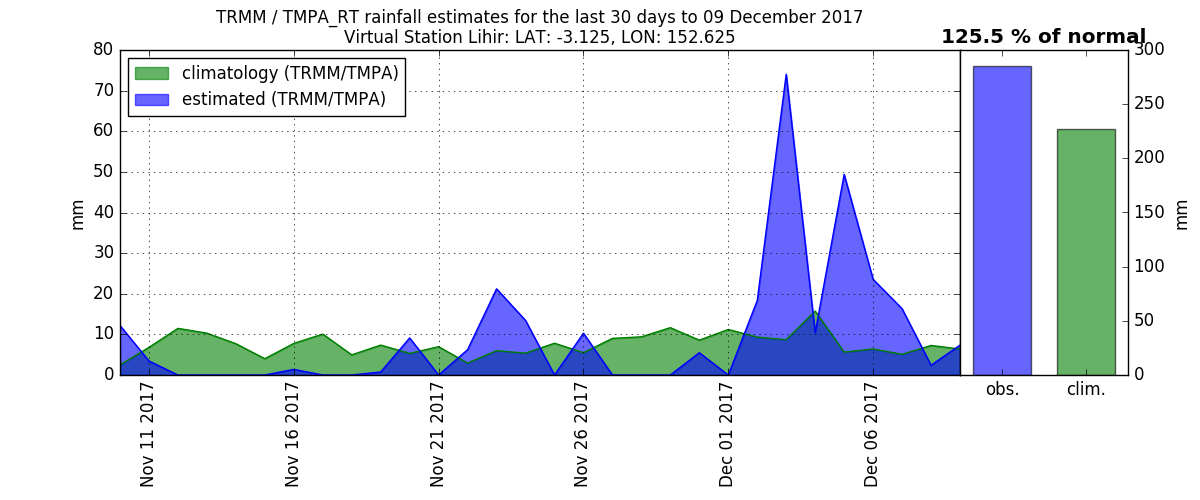 TRMM / TMPA_RT rainfall estimates for the last 30 days to 09 December 2017
Virtual Station Lihir: LAT: -3.125, LON: 152.625
125.5 % of normal
climatology (TRMM/TMPA)
estimated (TRMM/TMPA)
80
70
60
50
40
30
20
10
0
mm
Nov 11 2017
Nov 16 2017
Nov 21 2017
Nov 26 2017
Dec 01 2017
Dec 06 2017
obs.
clim.
300
250
200
150
100
50
0
mm